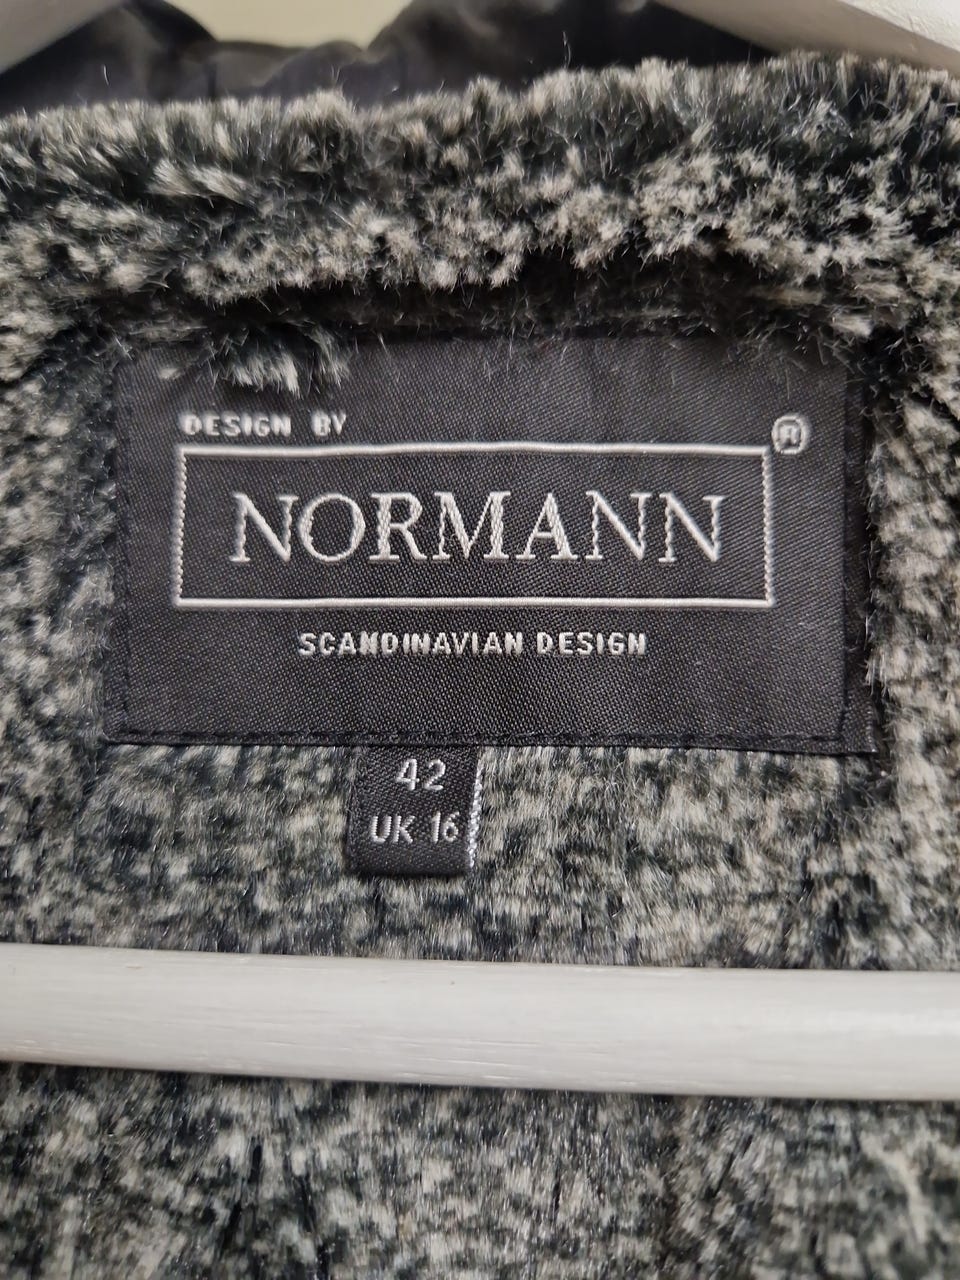 DESIGN BY
®
NORMANN
SCANDINAVIAN DESIGN
42
UK 16